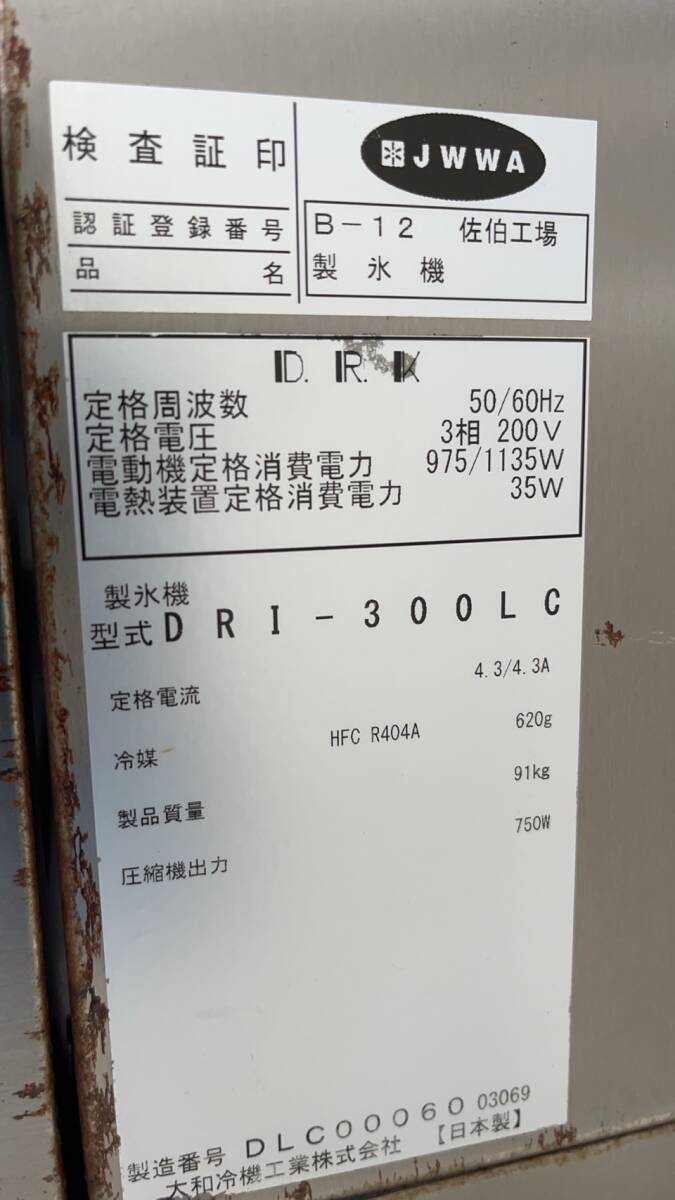 検査証印
JWWA
認証登録番号 B-12 佐伯工場
品名 製氷機
D.R.K
定格周波数 50/60Hz
定格電圧 3相 200V
電動機定格消費電力 975/1135W
電熱装置定格消費電力 35W
製氷機
型式 DRI-300LC
定格電流 4.3/4.3A
冷媒 HFC R404A 620g
製品質量 91kg
圧縮機出力 750W
製造番号 DLC00060 03069
大和冷機工業株式会社 【日本製】